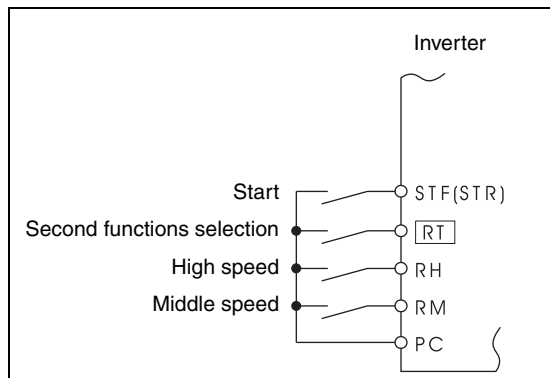 Inverter
Start STF(STR)
Second functions selection RT
High speed RH
Middle speed RM
PC